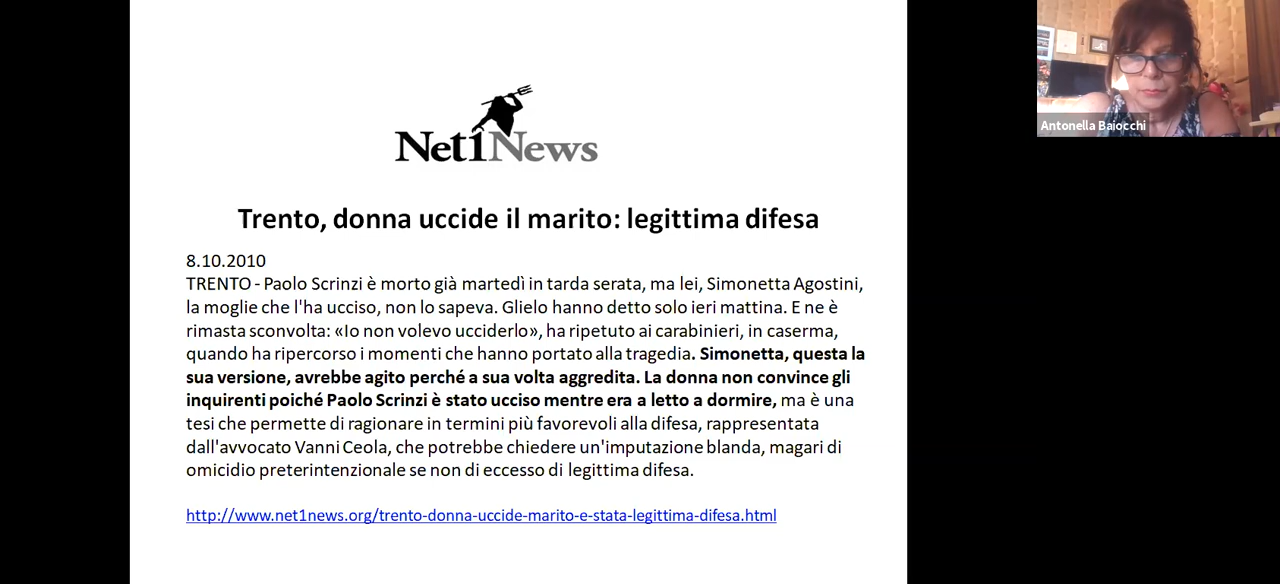 Net1News
Trento, donna uccide il marito: legittima difesa
8.10.2010
TRENTO - Paolo Scrinzi è morto già martedì in tarda serata, ma lei, Simonetta Agostini,
la moglie che l'ha ucciso, non lo sapeva. Glielo hanno detto solo ieri mattina. E ne è
rimasta sconvolta: «Io non volevo ucciderlo», ha ripetuto ai carabinieri, in caserma,
quando ha ripercorso i momenti che hanno portato alla tragedia. Simonetta, questa la
sua versione, avrebbe agito perché a sua volta aggredita. La donna non convince gli
inquirenti poiché Paolo Scrinzi è stato ucciso mentre era a letto a dormire, ma è una
tesi che permette di ragionare in termini più favorevoli alla difesa, rappresentata
dall'avvocato Vanni Ceola, che potrebbe chiedere un'imputazione blanda, magari di
omicidio preterintenzionale se non di eccesso di legittima difesa.
http://www.net1news.org/trento-donna-uccide-marito-e-stata-legittima-difesa.html
Antonella Baiocchi